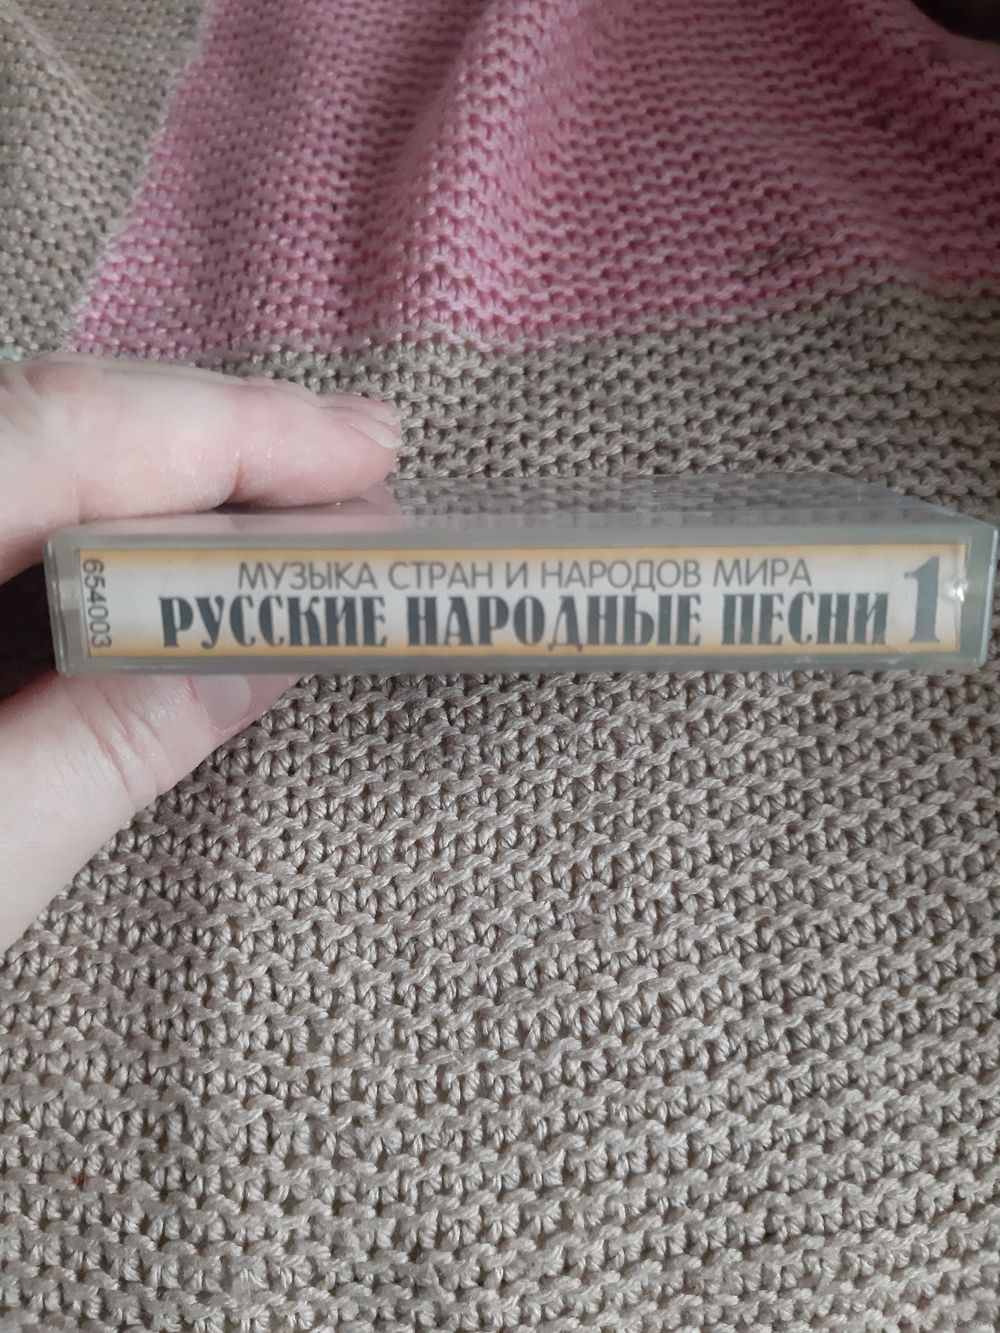 МУЗЫКА СТРАН И НАРОДОВ МИРА
РУССКИЕ НАРОДНЫЕ ПЕСНИ 1
654003